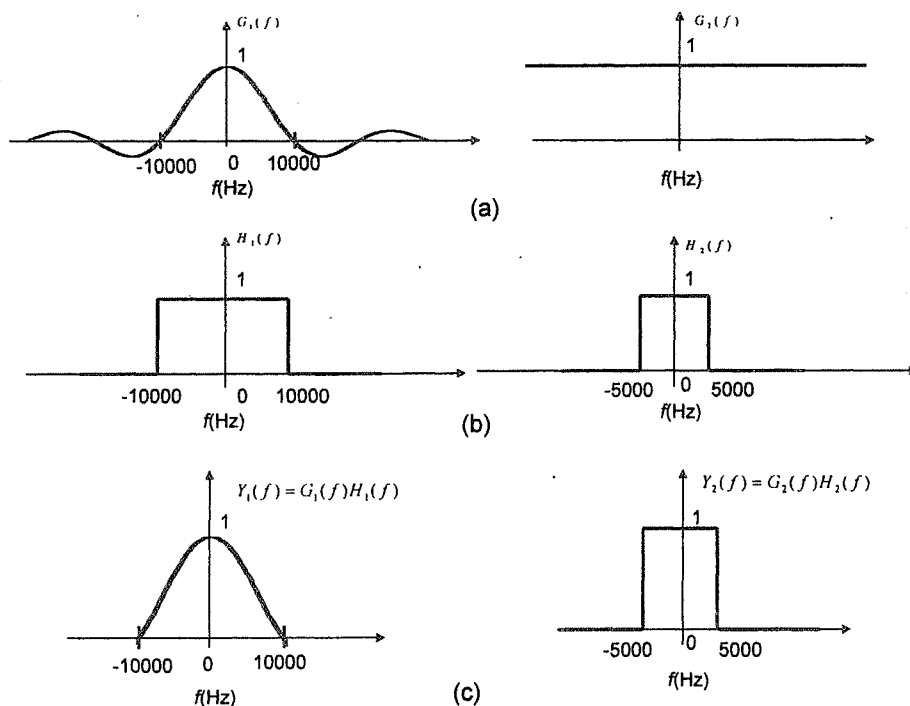 G₁(f) G₂(f)
1 1
-10000 0 10000
f(Hz) f(Hz)
(a)
H₁(f) H₂(f)
1 1
-10000 0 10000 -5000 0 5000
f(Hz) f(Hz)
(b)
Y₁(f) = G₁(f)H₁(f) Y₂(f) = G₂(f)H₂(f)
1 1
-10000 0 10000 -5000 0 5000
f(Hz) f(Hz)
(c)